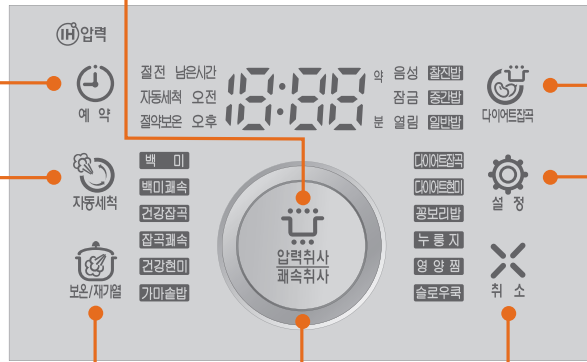 IH 압력
절전 남은시간
자동세척 오전
절약보온 오후
18:88
약
분
음성 찰진밥
잠금 중간밥
열림 일반밥
예 약
자동세척
보온/재가열
백 미
백미쾌속
건강잡곡
잡곡쾌속
건강현미
가마솥밥
압력취사
쾌속취사
다이어트잡곡
다이어트현미
꽁보리밥
누룽지
영양찜
슬로우쿡
다이어트잡곡
설 정
취 소